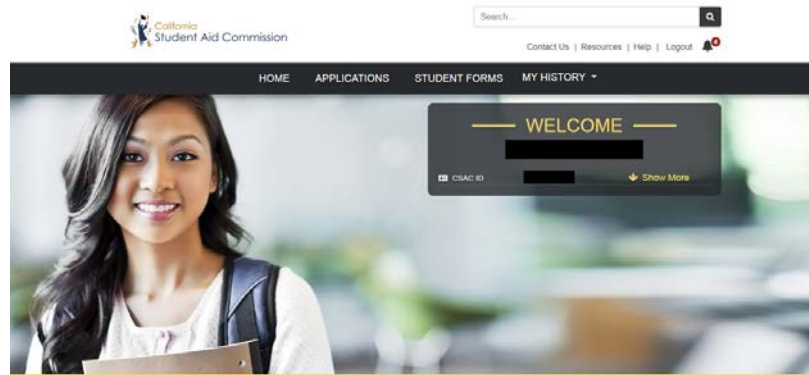 California
Student Aid Commission
Search...
Contact Us | Resources | Help | Logout
HOME APPLICATIONS STUDENT FORMS MY HISTORY
WELCOME
CSAC ID
Show More